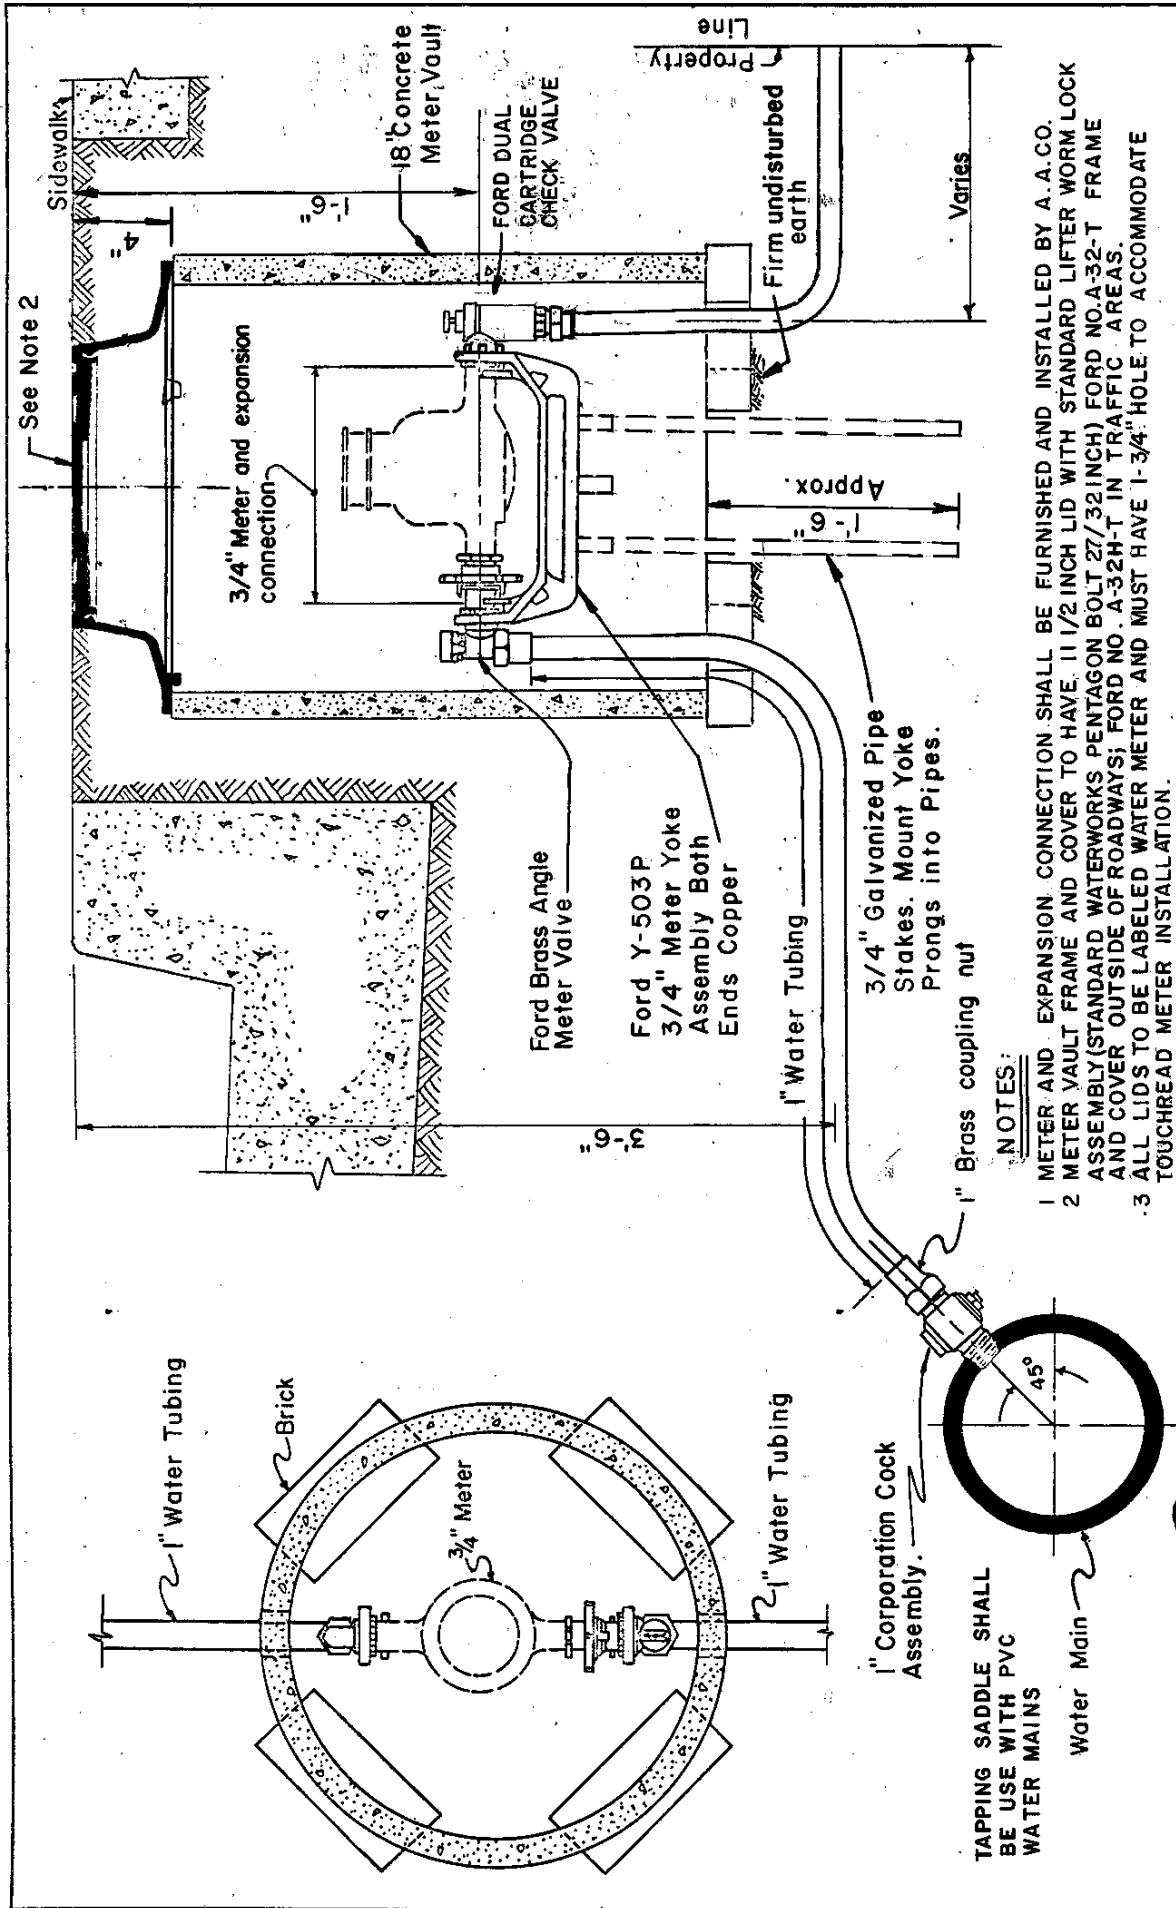 Sidewalk
See Note 2
4"
1'-6"
18" Concrete
Meter Vault
FORD DUAL
CARTRIDGE
CHECK VALVE
3/4" Meter and expansion
connection
Property
Line
Firm undisturbed
earth
Varies
1'-6"
Approx.
Ford Brass Angle
Meter Valve
Ford Y-503P
3/4" Meter Yoke
Assembly Both
Ends Copper
3/4" Galvanized Pipe
Stakes. Mount Yoke
Prongs into Pipes.
1" Water Tubing
3'-6"
1" Brass coupling nut
1" Water Tubing
Brick
3/4" Meter
1" Water Tubing
1" Corporation Cock
Assembly.
45°
TAPPING SADDLE SHALL
BE USE WITH PVC
WATER MAINS
Water Main
NOTES:
1 METER AND EXPANSION CONNECTION SHALL BE FURNISHED AND INSTALLED BY A.A.CO.
2 METER VAULT FRAME AND COVER TO HAVE 11 1/2 INCH LID WITH STANDARD LIFTER WORM LOCK
ASSEMBLY (STANDARD WATERWORKS PENTAGON BOLT 27/32 INCH) FORD NO. A-32-T FRAME
AND COVER OUTSIDE OF ROADWAYS; FORD NO. A-32H-T IN TRAFFIC AREAS.
3 ALL LIDS TO BE LABELED WATER METER AND MUST HAVE 1-3/4" HOLE TO ACCOMMODATE
TOUCHREAD METER INSTALLATION.